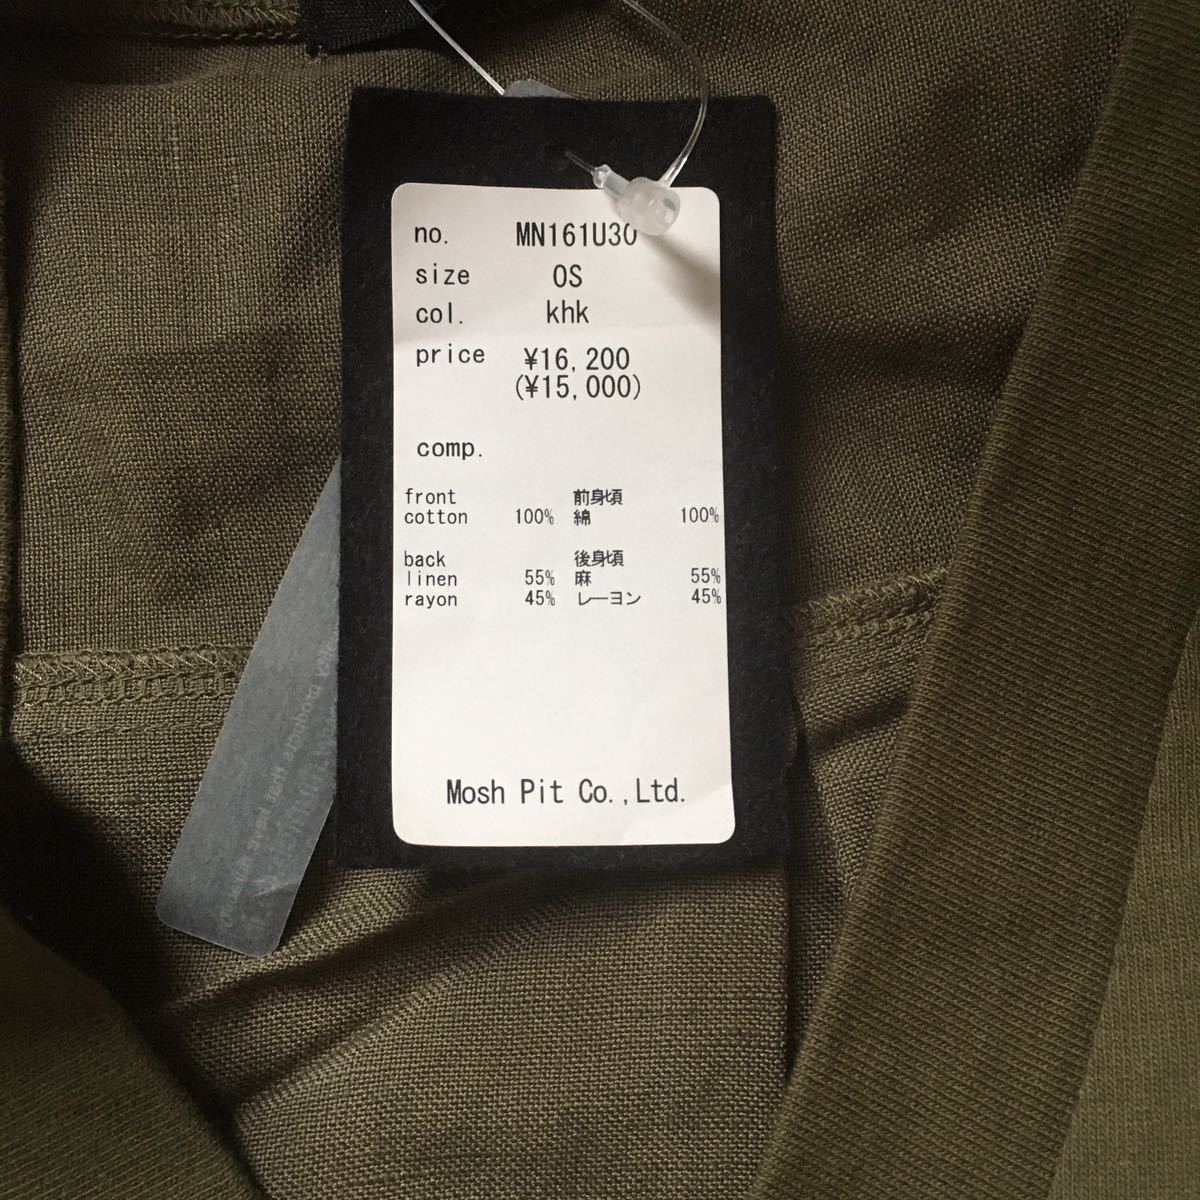 no. MN161U30
size OS
col. khk
price ¥16,200
(¥15,000)
comp.
front 前身頃
cotton 100% 綿 100%
back 後身頃
linen 55% 麻 55%
rayon 45% レーヨン 45%
Mosh Pit Co.,Ltd.